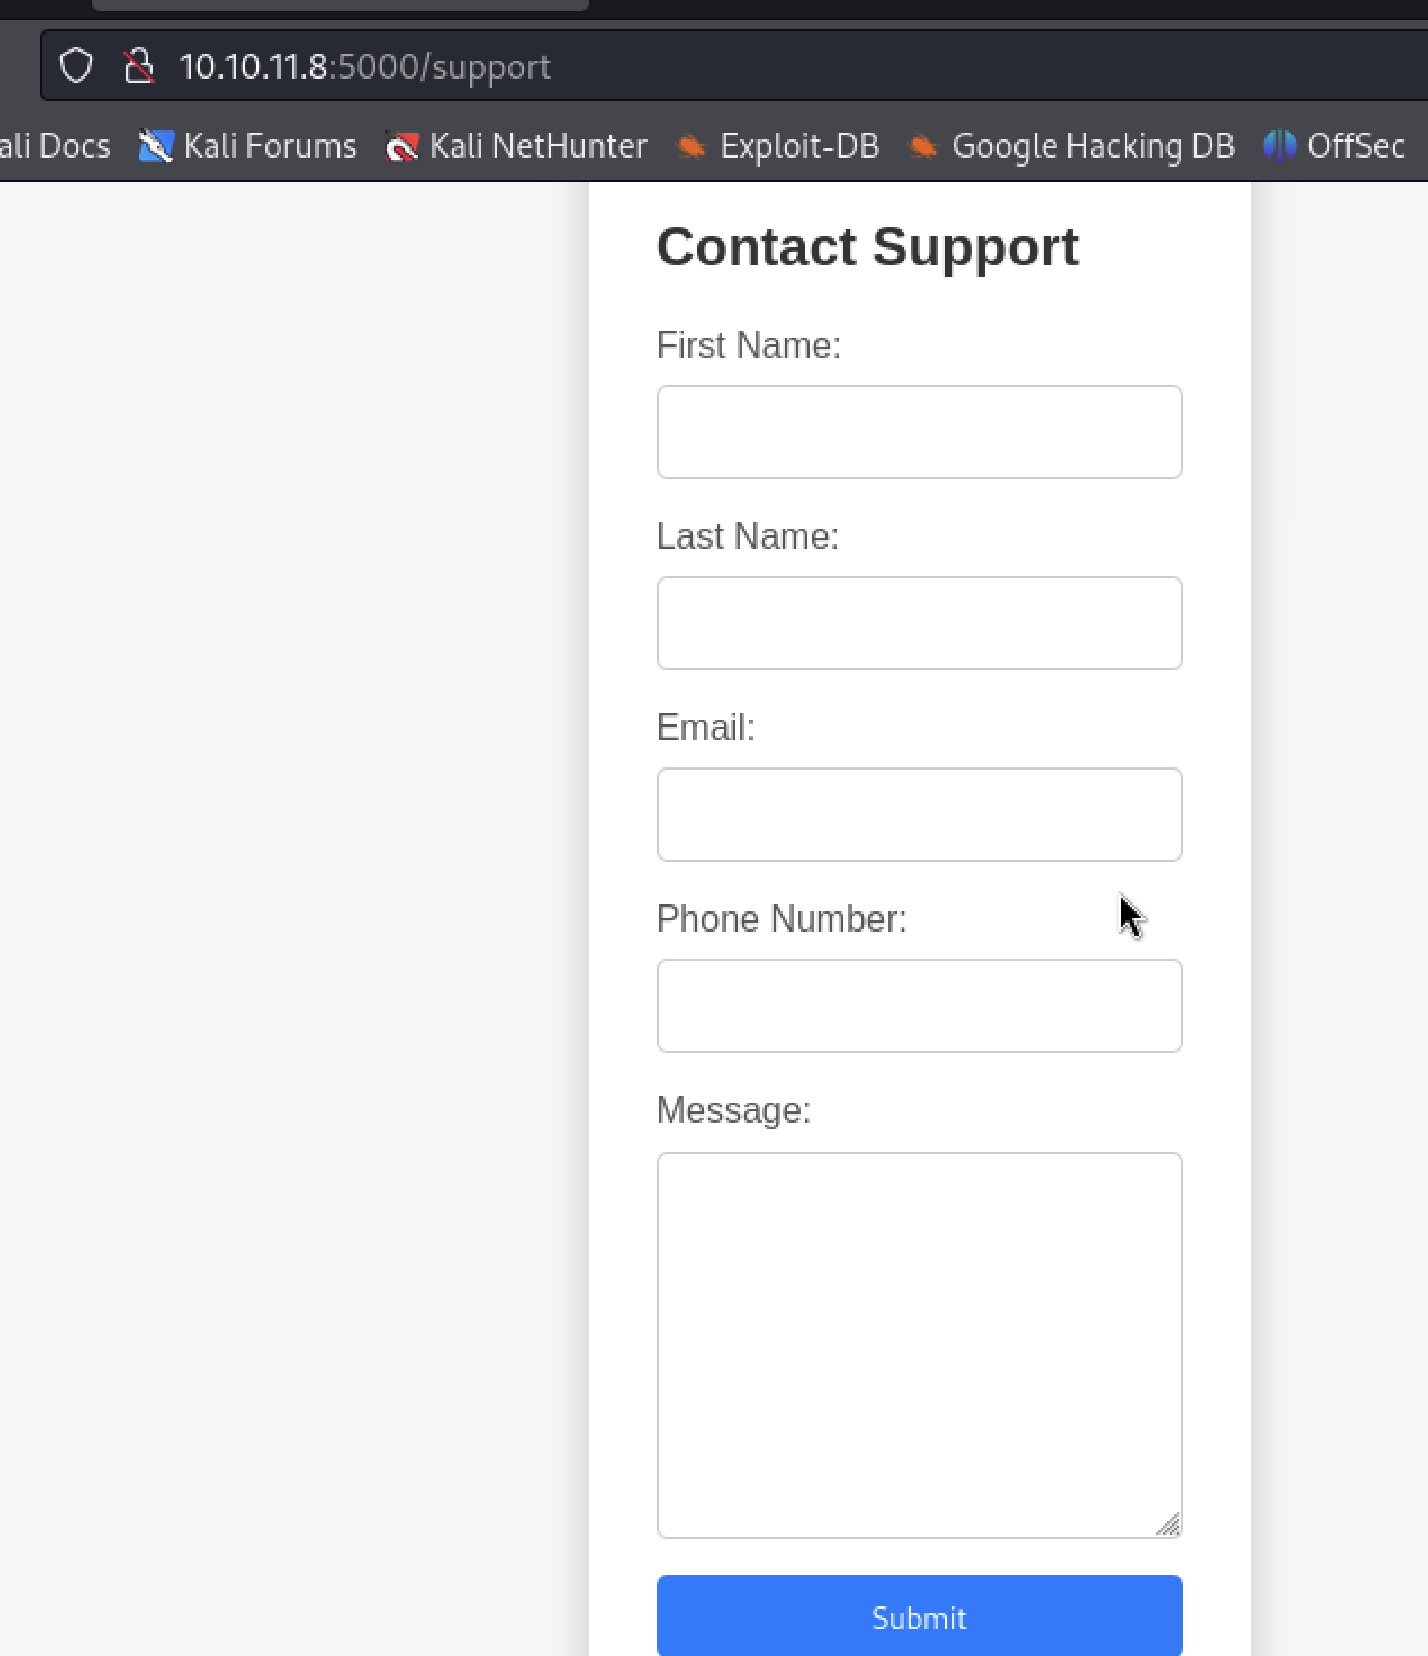 10.10.11.8:5000/support
ali Docs Kali Forums Kali NetHunter Exploit-DB Google Hacking DB OffSec
Contact Support
First Name:
Last Name:
Email:
Phone Number:
Message:
Submit